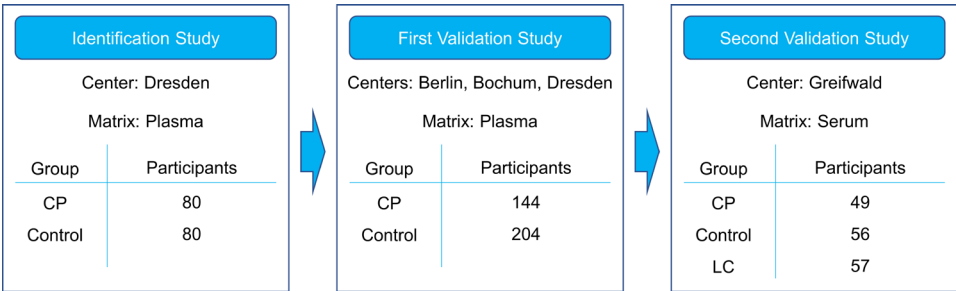 Identification Study
Center: Dresden
Matrix: Plasma
Group Participants
CP 80
Control 80
First Validation Study
Centers: Berlin, Bochum, Dresden
Matrix: Plasma
Group Participants
CP 144
Control 204
Second Validation Study
Center: Greifwald
Matrix: Serum
Group Participants
CP 49
Control 56
LC 57